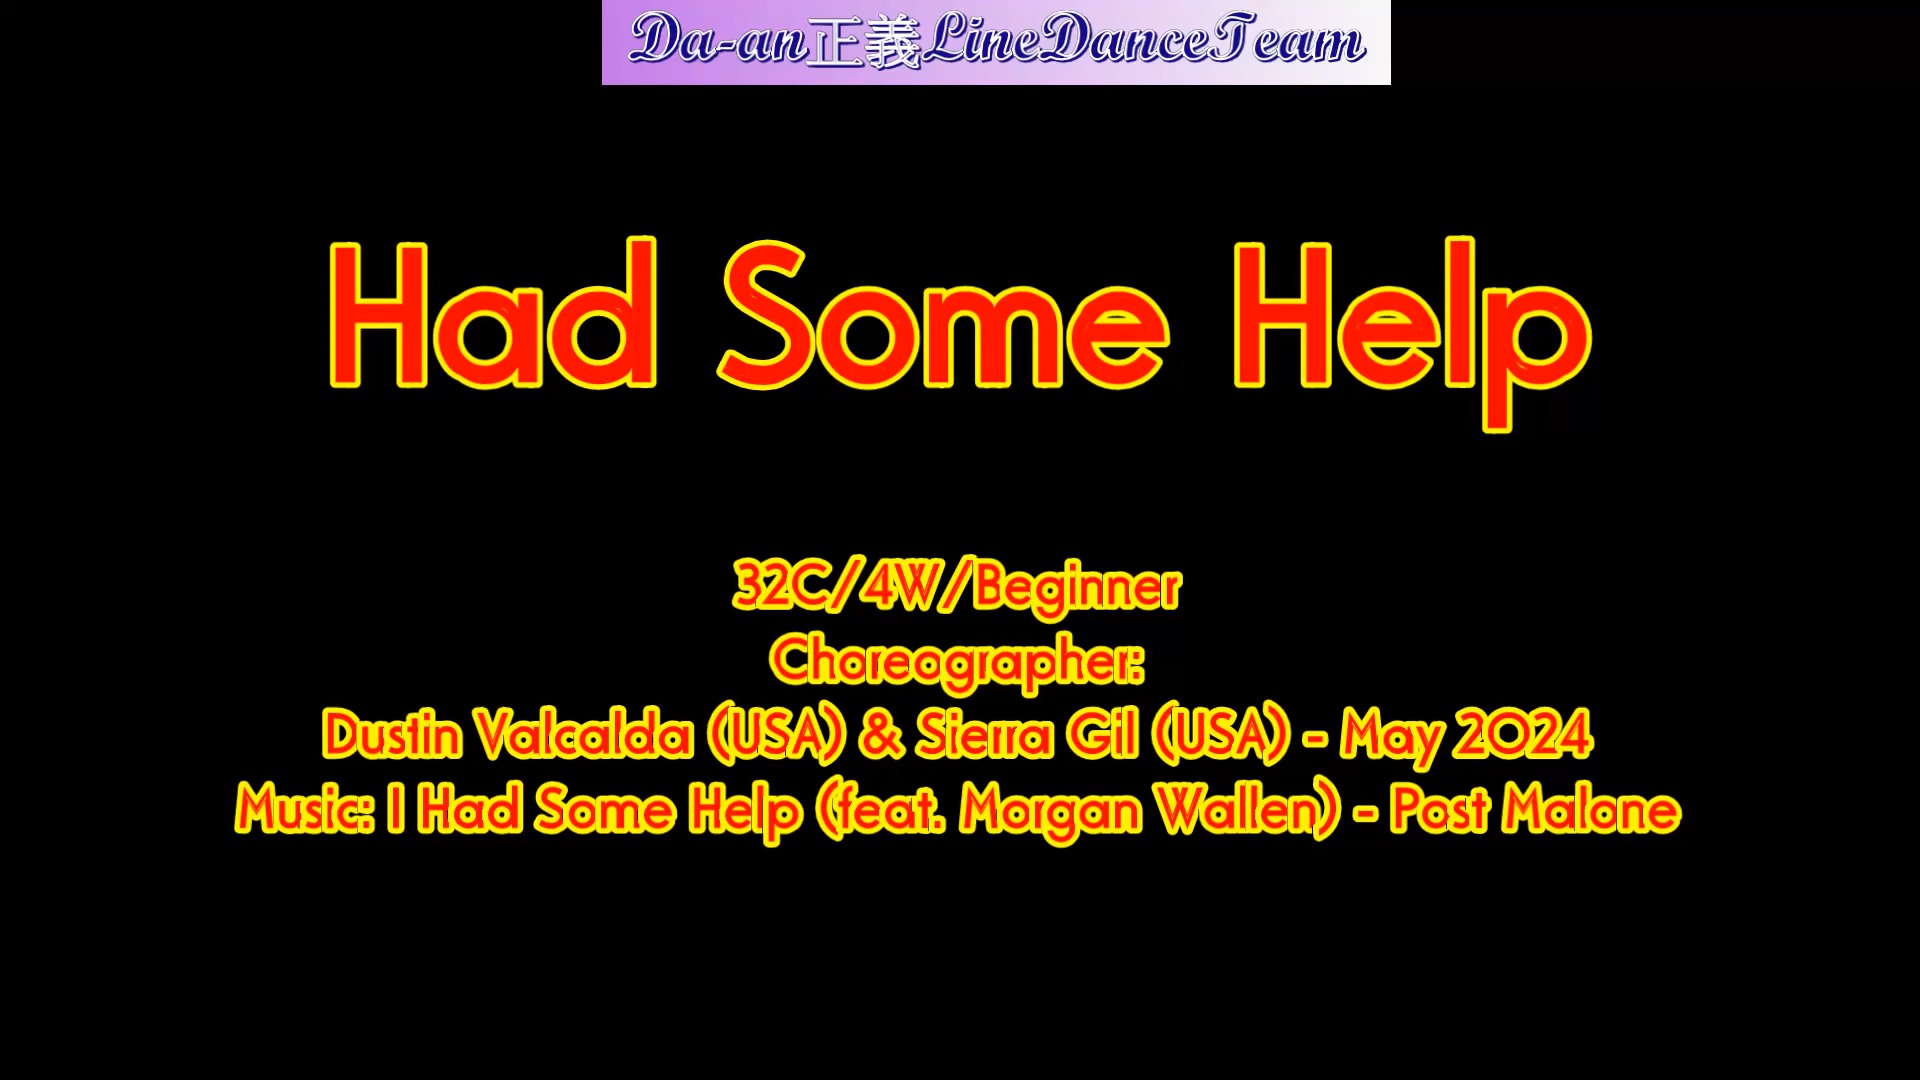 Da-an正義LineDanceTeam
Had Some Help
32C/4W/Beginner
Choreographer:
Dustin Valcalda (USA) & Sierra Gil (USA) - May 2024
Music: I Had Some Help (feat. Morgan Wallen) - Post Malone